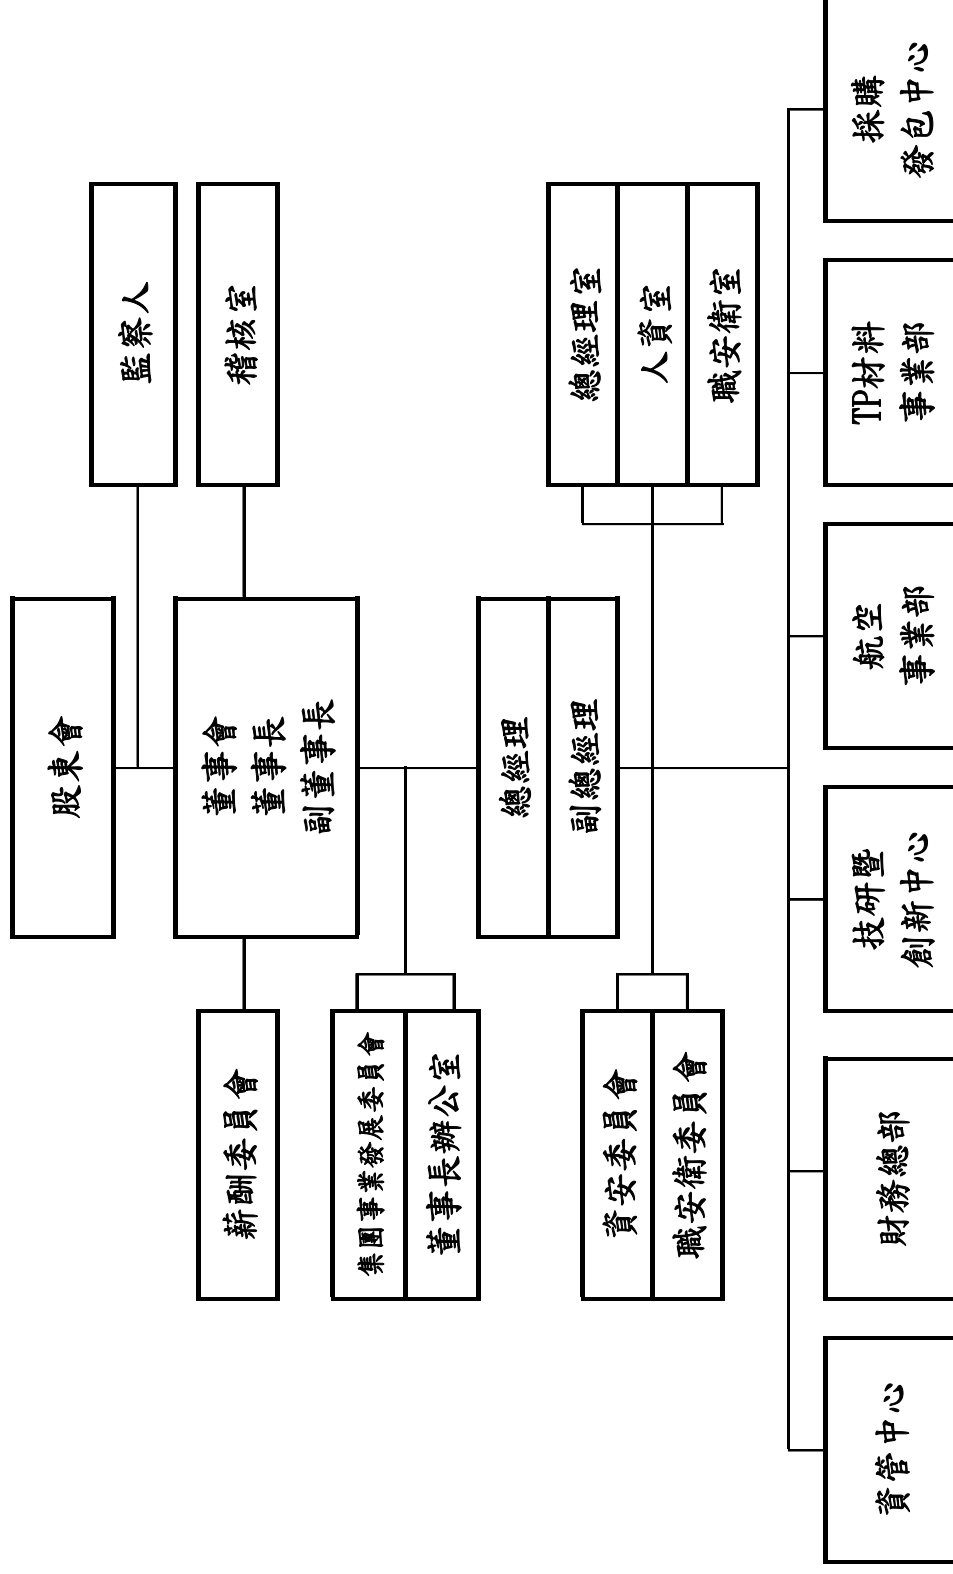 股東會
監察人
董事會
董事長
副董事長
稽核室
薪酬委員會
集團事業發展委員會
董事長辦公室
總經理
副總經理
總經理室
人資室
職安衛室
資安委員會
職安衛委員會
資管中心
財務總部
技研暨
創新中心
航空
事業部
TP材料
事業部
採購
發包中心